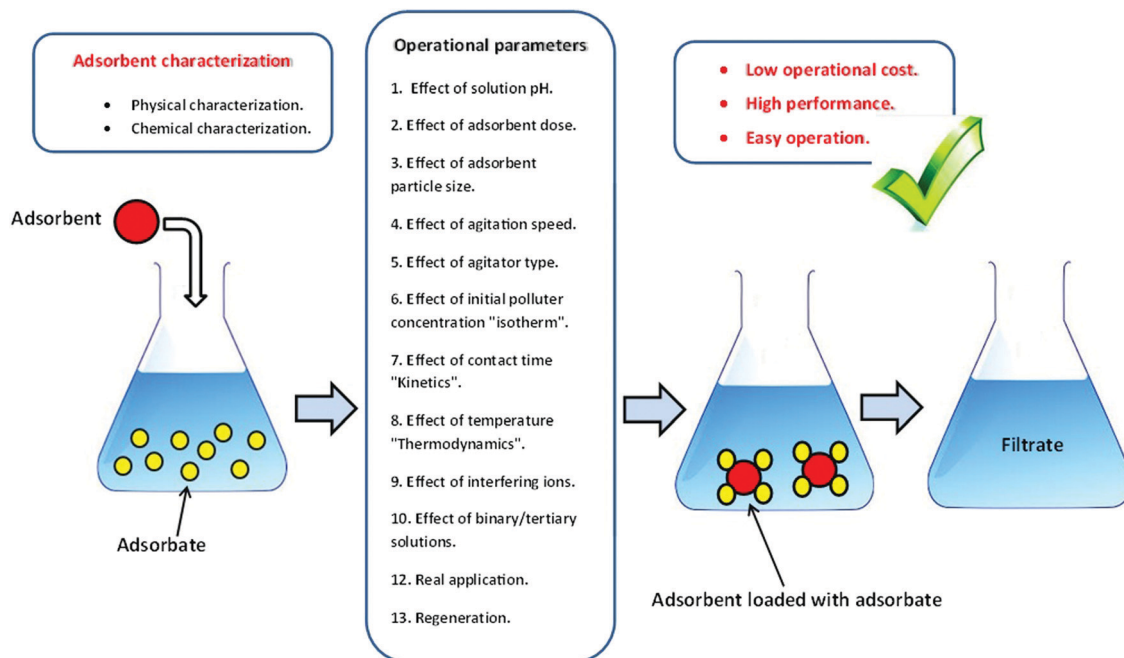 Adsorbent characterization
• Physical characterization.
• Chemical characterization.
Adsorbent
Adsorbate
Operational parameters
1. Effect of solution pH.
2. Effect of adsorbent dose.
3. Effect of adsorbent
particle size.
4. Effect of agitation speed.
5. Effect of agitator type.
6. Effect of initial polluter
concentration "isotherm".
7. Effect of contact time
"Kinetics".
8. Effect of temperature
"Thermodynamics".
9. Effect of interfering ions.
10. Effect of binary/tertiary
solutions.
12. Real application.
13. Regeneration.
• Low operational cost.
• High performance.
• Easy operation.
Adsorbent loaded with adsorbate
Filtrate